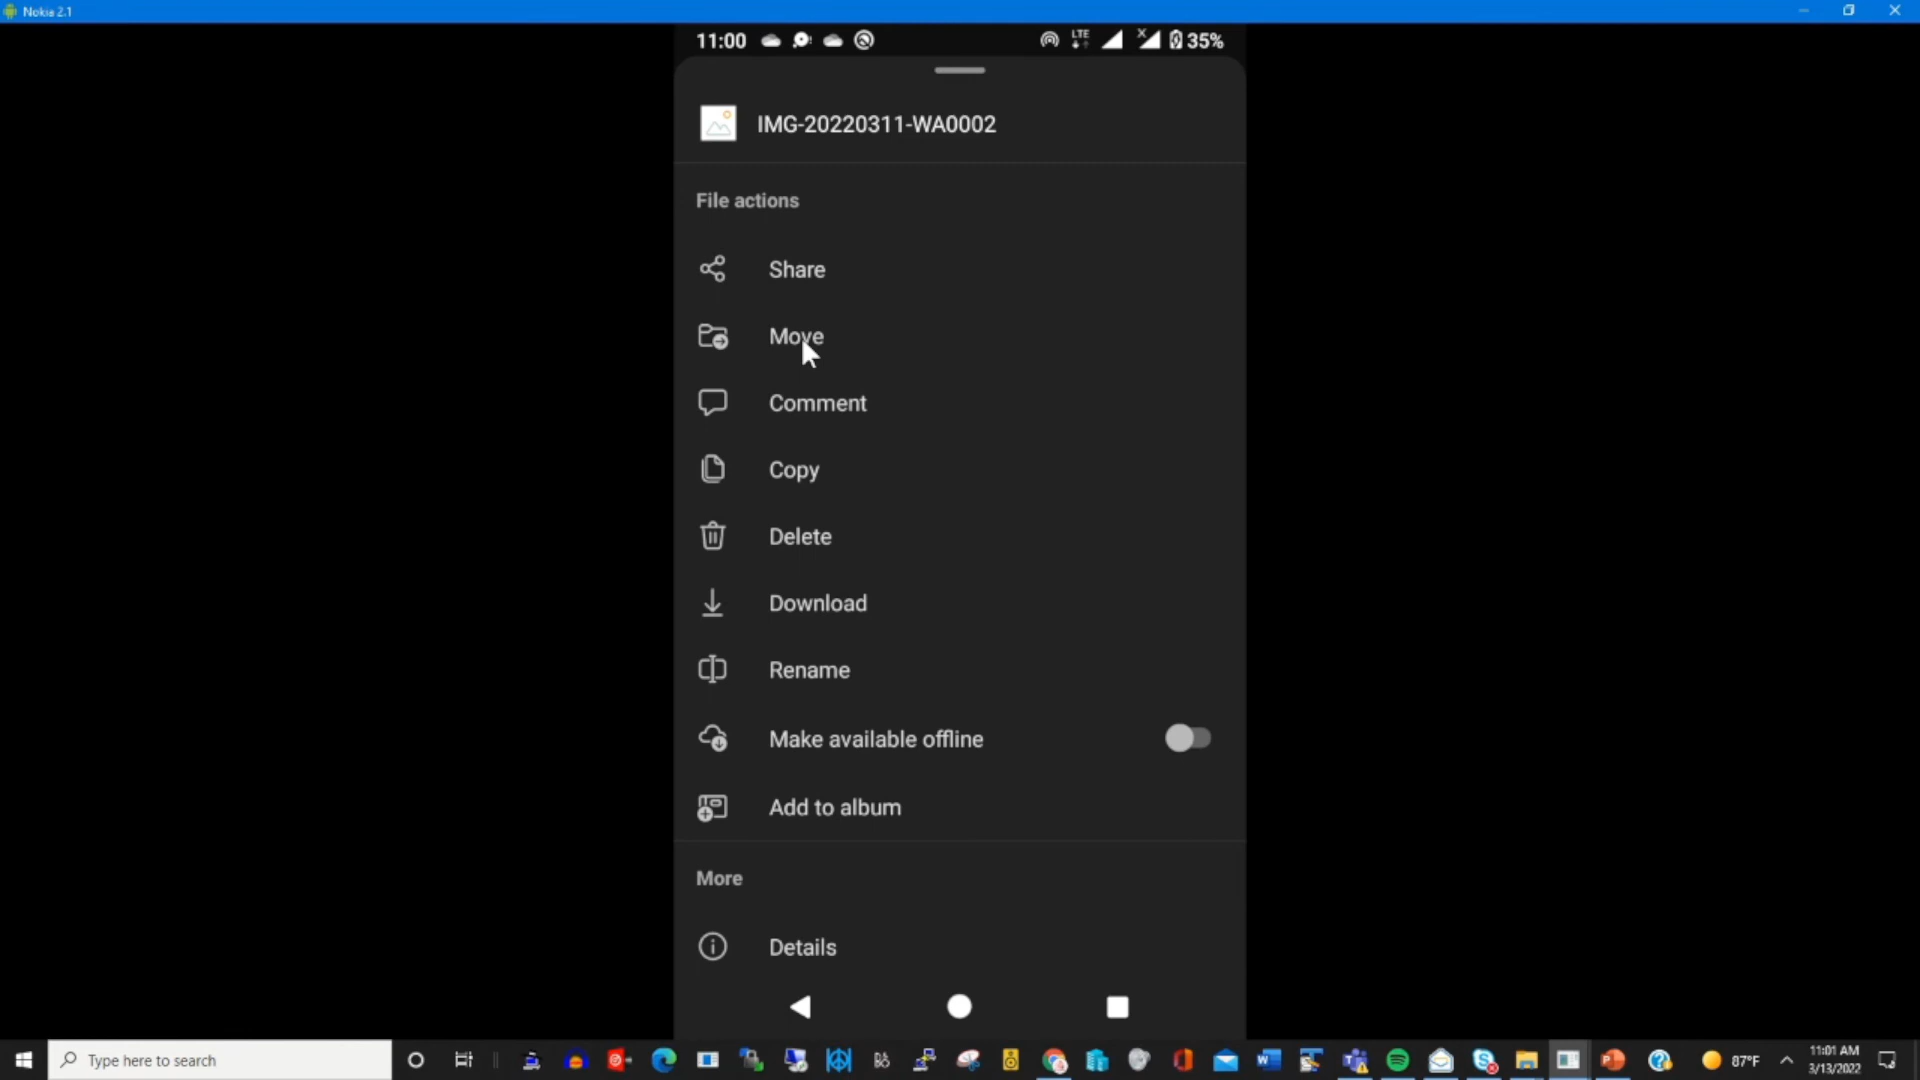 Nokia 2.1
11:00
LTE
35%
IMG-20220311-WA0002
File actions
Share
Move
Comment
Copy
Delete
Download
Rename
Make available offline
Add to album
More
Details
Type here to search
87°F
11:01 AM
3/13/2022